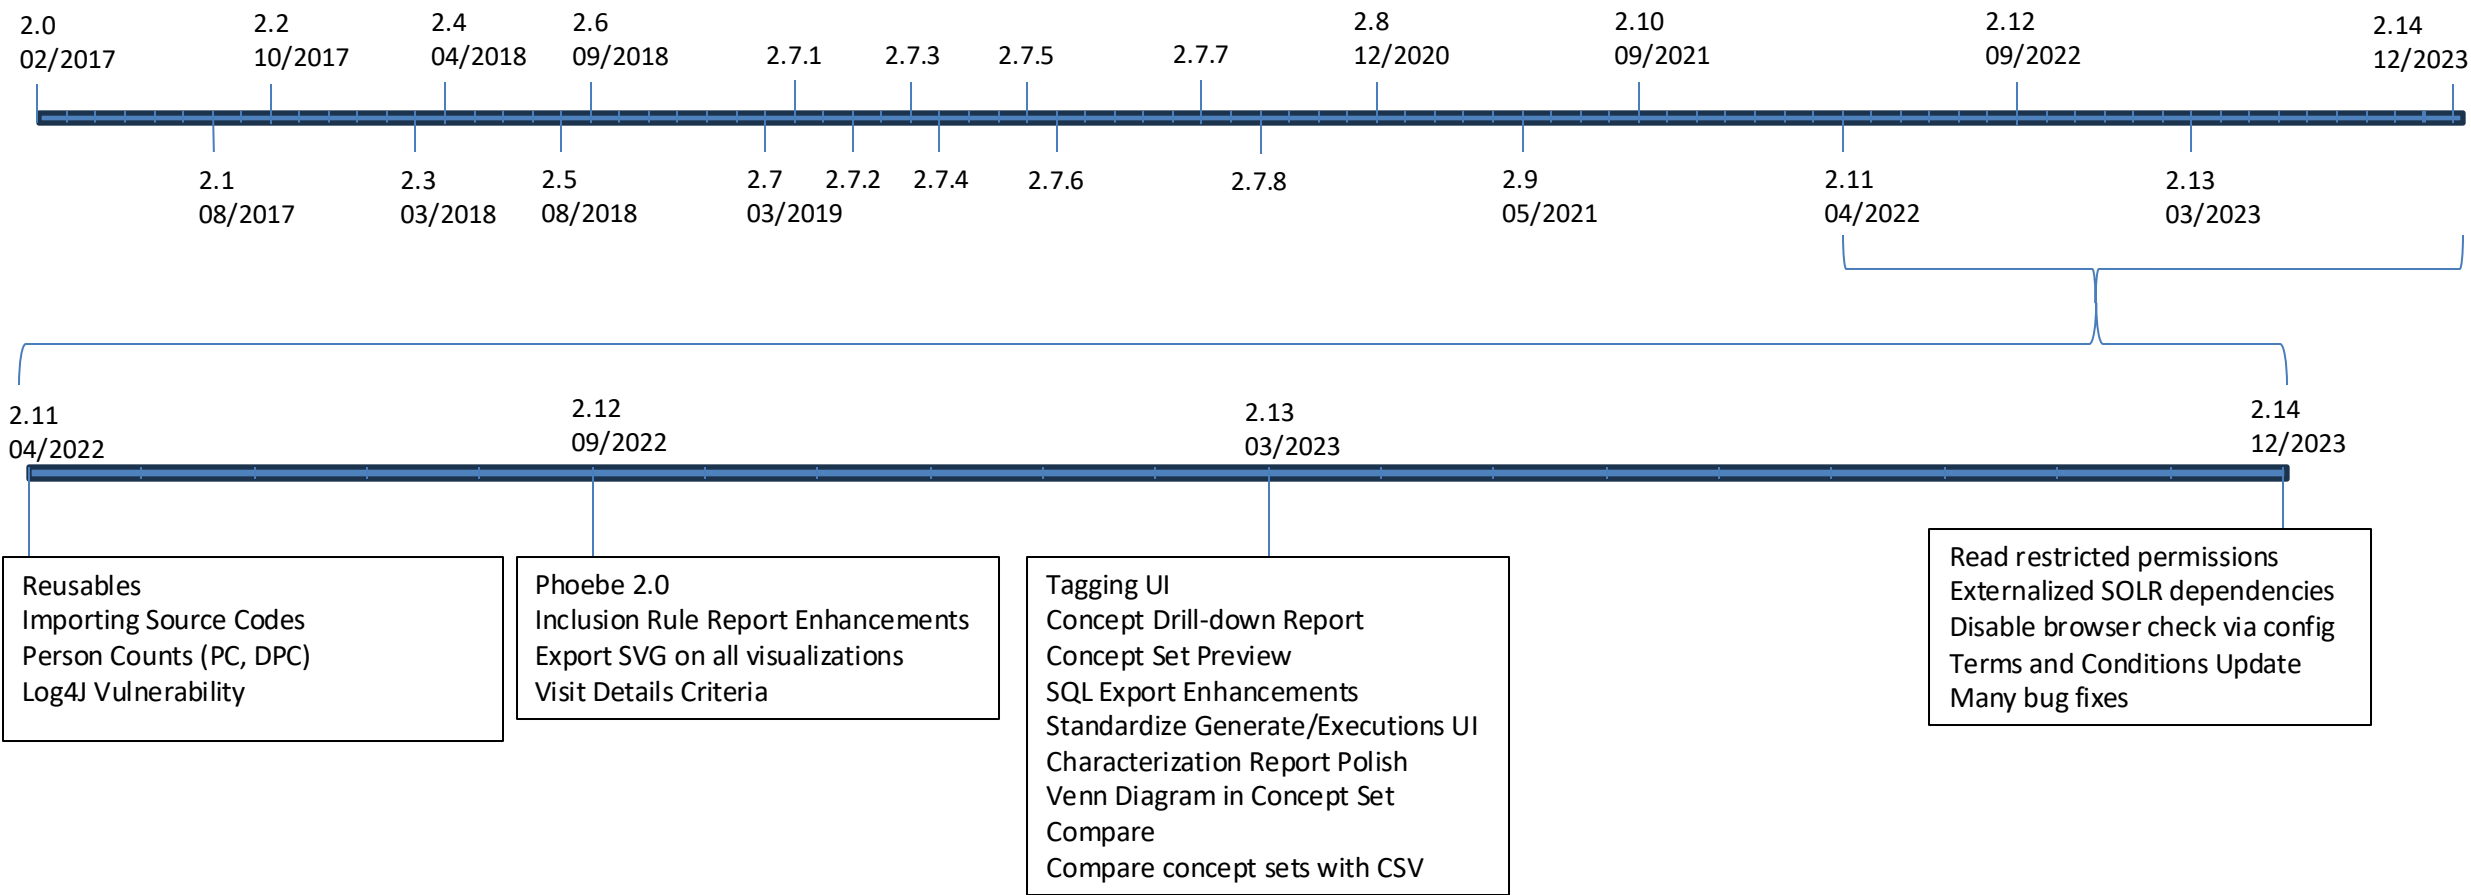 2.0
02/2017
2.2
10/2017
2.4
04/2018
2.6
09/2018
2.7.1
2.7.3
2.7.5
2.7.7
2.8
12/2020
2.10
09/2021
2.12
09/2022
2.14
12/2023
2.1
08/2017
2.3
03/2018
2.5
08/2018
2.7
03/2019
2.7.2
2.7.4
2.7.6
2.7.8
2.9
05/2021
2.11
04/2022
2.13
03/2023
2.11
04/2022
2.12
09/2022
2.13
03/2023
2.14
12/2023
Reusables
Importing Source Codes
Person Counts (PC, DPC)
Log4J Vulnerability
Phoebe 2.0
Inclusion Rule Report Enhancements
Export SVG on all visualizations
Visit Details Criteria
Tagging UI
Concept Drill-down Report
Concept Set Preview
SQL Export Enhancements
Standardize Generate/Executions UI
Characterization Report Polish
Venn Diagram in Concept Set
Compare
Compare concept sets with CSV
Read restricted permissions
Externalized SOLR dependencies
Disable browser check via config
Terms and Conditions Update
Many bug fixes